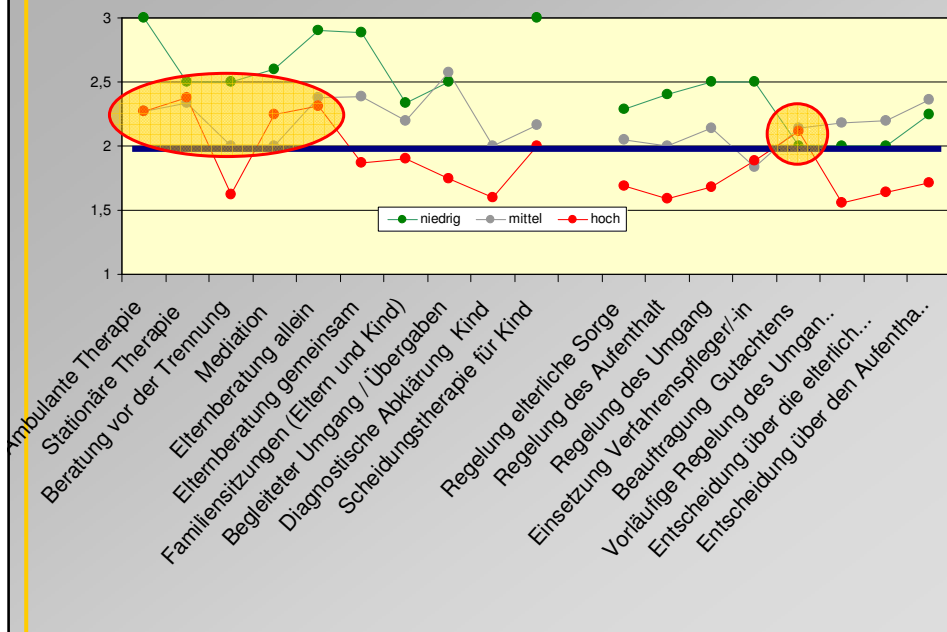 3
2,5
2
1,5
1
niedrig
mittel
hoch
Ambulante Therapie
Stationäre Therapie
Beratung vor der Trennung
Mediation
Elternberatung allein
Elternberatung gemeinsam
Familiensitzungen (Eltern und Kind)
Begleiteter Umgang / Übergaben
Diagnostische Abklärung Kind
Scheidungstherapie für Kind
Regelung elterliche Sorge
Regelung des Aufenthalt
Regelung des Umgang
Einsetzung Verfahrenspfleger/-in
Beauftragung Gutachtens
Vorläufige Regelung des Umgan..
Entscheidung über die elterlich...
Entscheidung über den Aufentha..